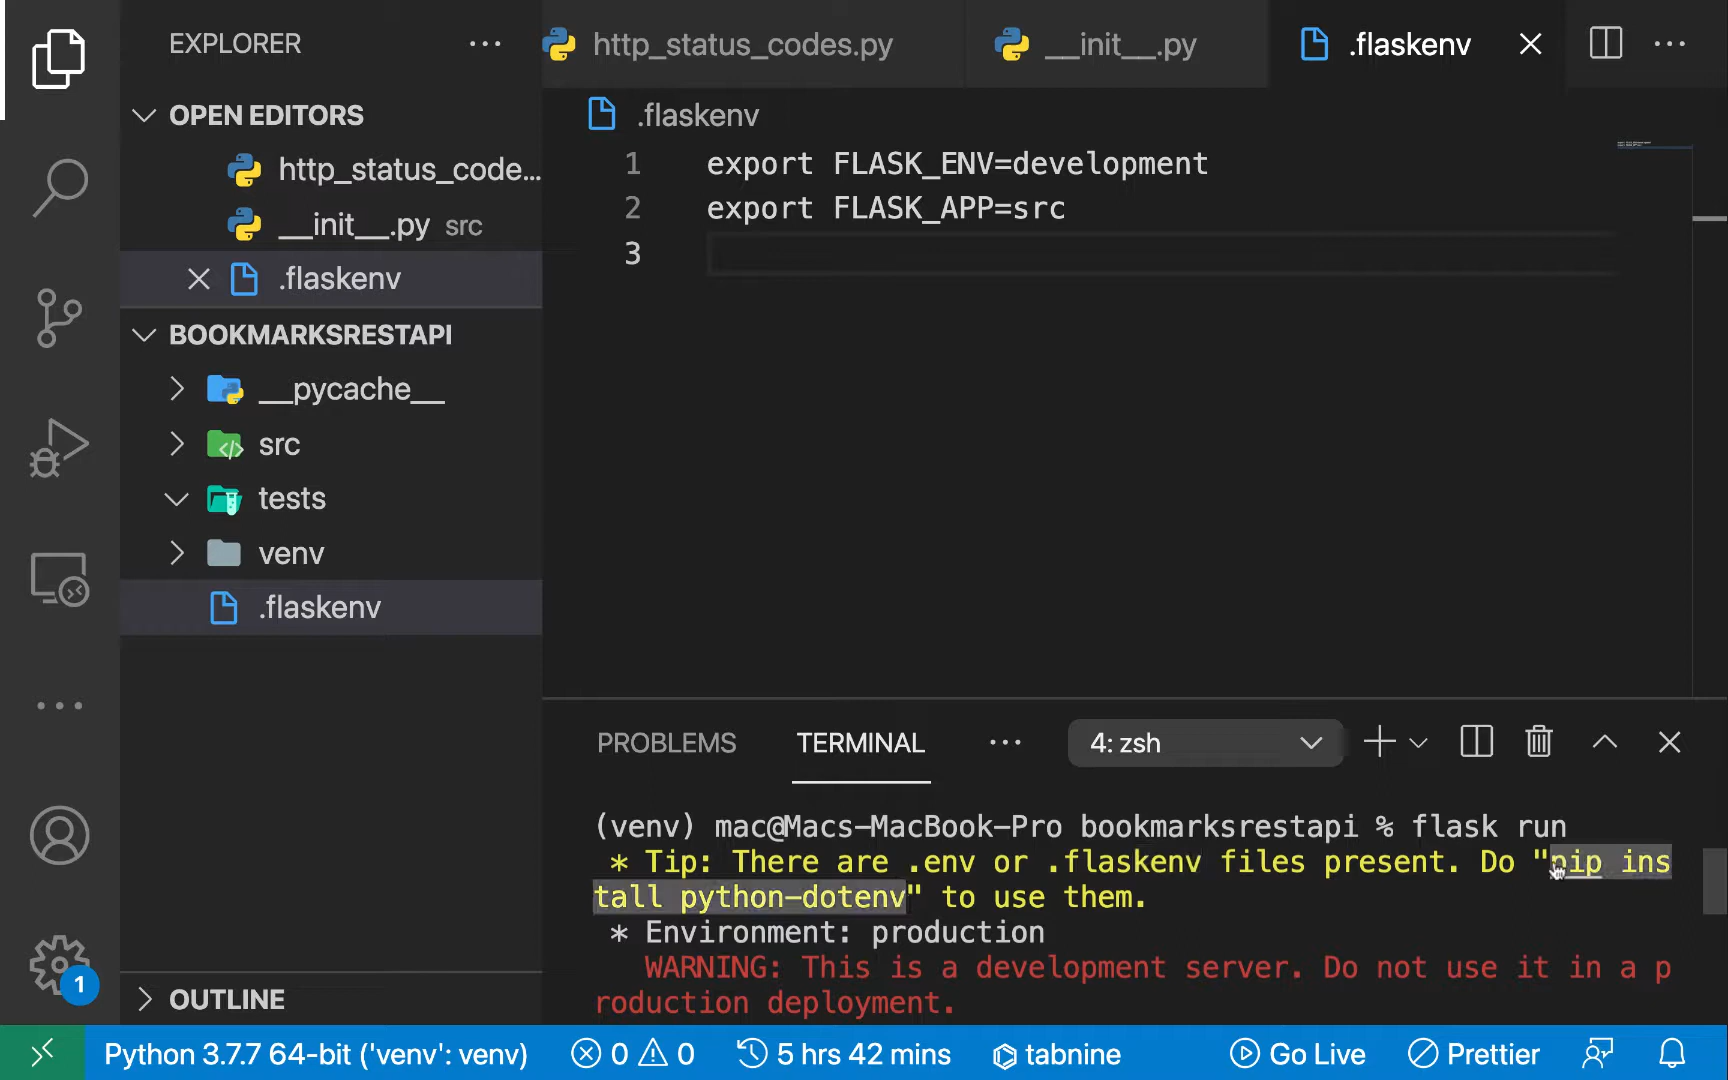 EXPLORER
OPEN EDITORS
http_status_code...
__init__.py src
.flaskenv
BOOKMARKSRESTAPI
__pycache__
src
tests
venv
.flaskenv
OUTLINE
http_status_codes.py
__init__.py
.flaskenv
.flaskenv
1 export FLASK_ENV=development
2 export FLASK_APP=src
3
PROBLEMS
TERMINAL
4: zsh
(venv) mac@Macs-MacBook-Pro bookmarksrestapi % flask run
* Tip: There are .env or .flaskenv files present. Do "pip ins
tall python-dotenv" to use them.
* Environment: production
WARNING: This is a development server. Do not use it in a p
roduction deployment.
1
Python 3.7.7 64-bit ('venv': venv)
0
0
5 hrs 42 mins
tabnine
Go Live
Prettier